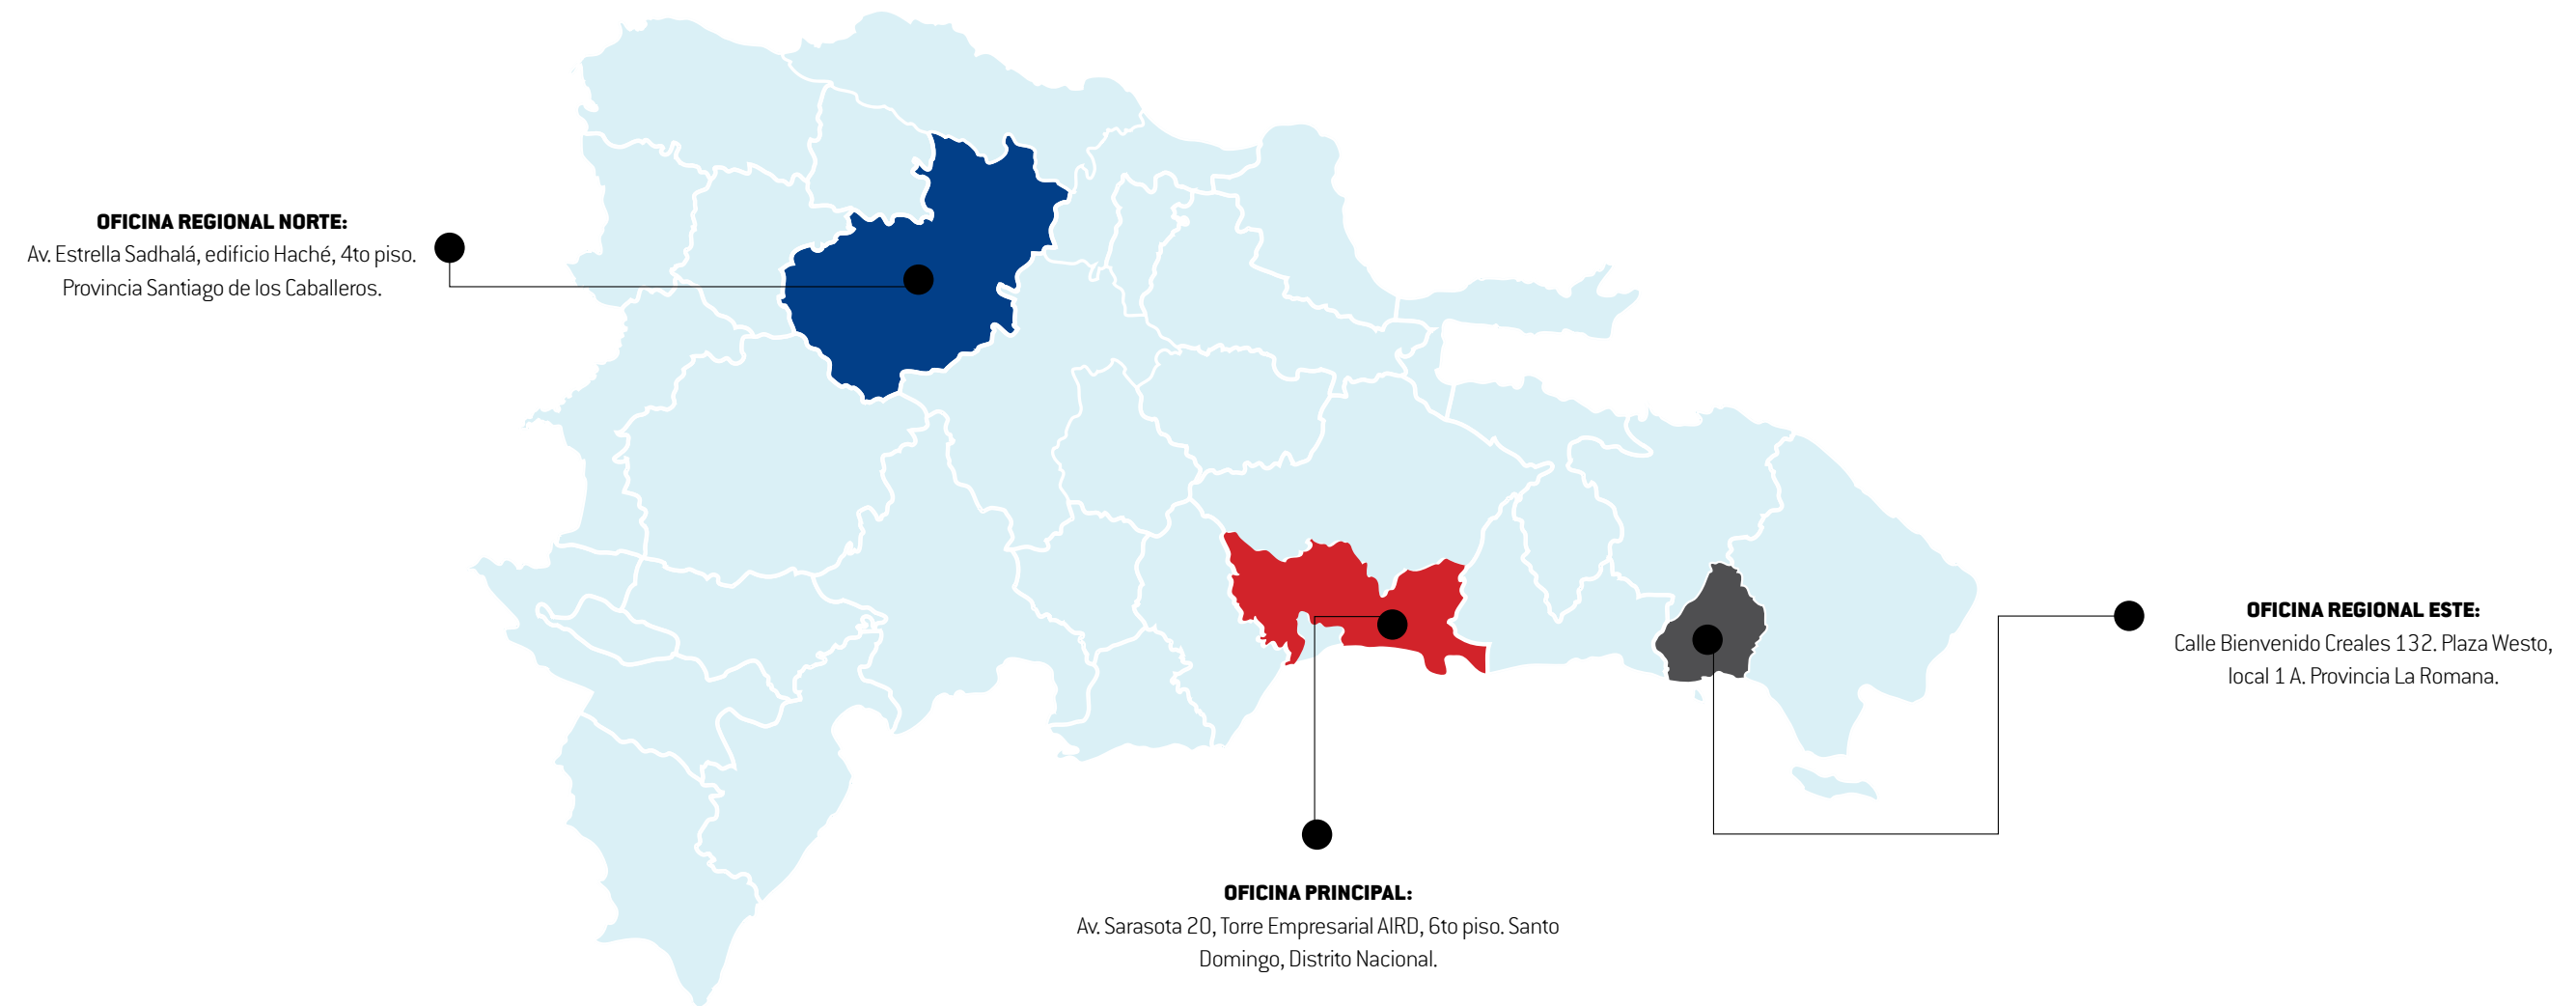 OFICINA REGIONAL NORTE:
Av. Estrella Sadhalá, edificio Haché, 4to piso.
Provincia Santiago de los Caballeros.
OFICINA REGIONAL ESTE:
Calle Bienvenido Creales 132. Plaza Westo,
local 1 A. Provincia La Romana.
OFICINA PRINCIPAL:
Av. Sarasota 20, Torre Empresarial AIRD, 6to piso. Santo
Domingo, Distrito Nacional.